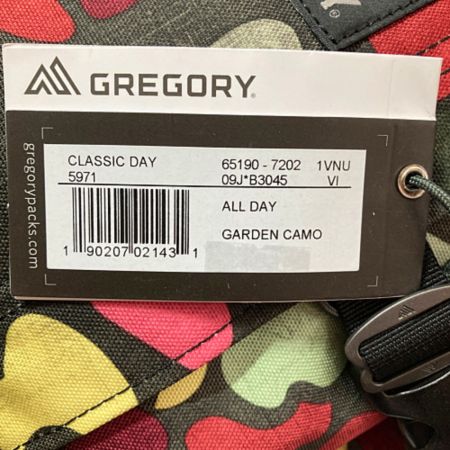 GREGORY
gregorypacks.com
CLASSIC DAY 65190 - 7202 1VNU
5971 09J*B3045 VI
ALL DAY
GARDEN CAMO
1 90207 02143 1